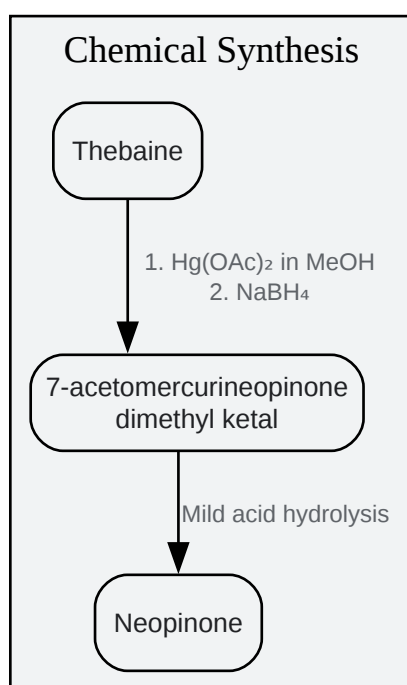 Chemical Synthesis
Thebaine
1. Hg(OAc)₂ in MeOH
2. NaBH₄
7-acetomercurineopinone
dimethyl ketal
Mild acid hydrolysis
Neopinone